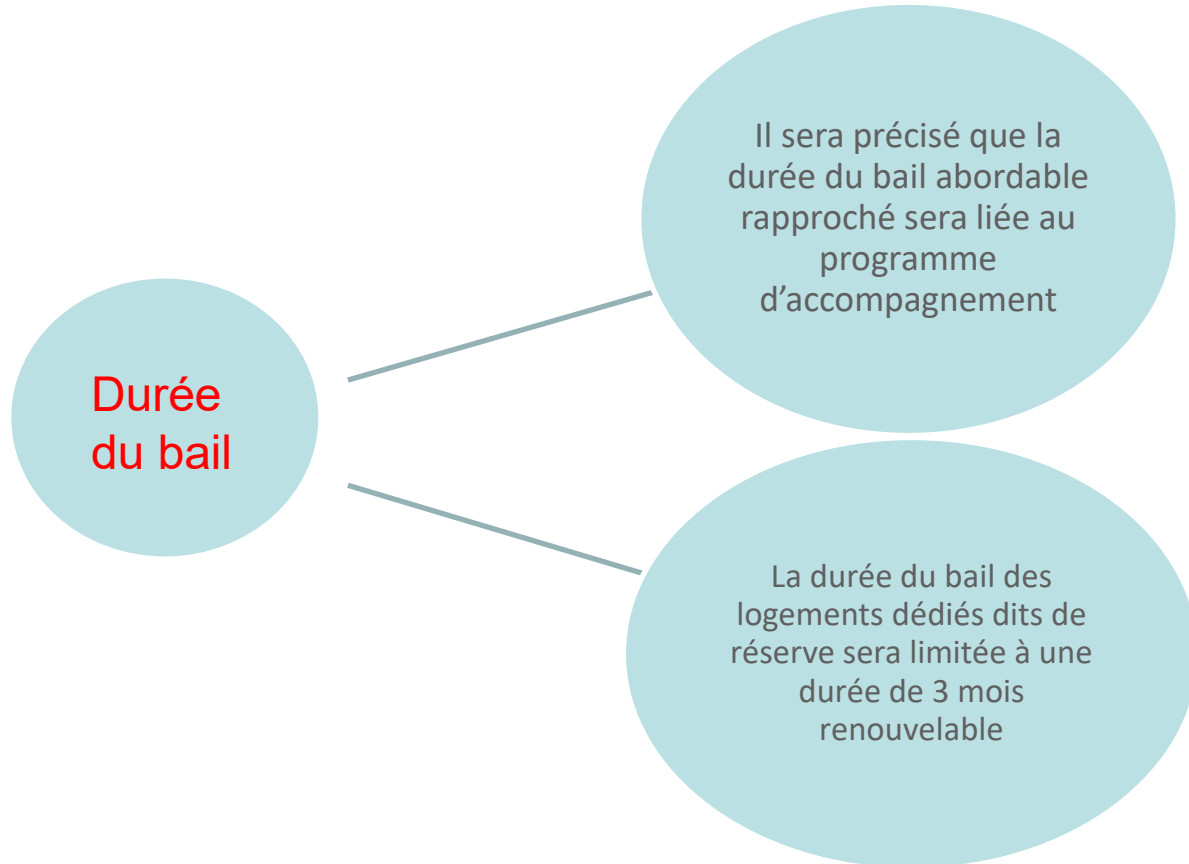 Durée
du bail
Il sera précisé que la
durée du bail abordable
rapproché sera liée au
programme
d’accompagnement
La durée du bail des
logements dédiés dits de
réserve sera limitée à une
durée de 3 mois
renouvelable